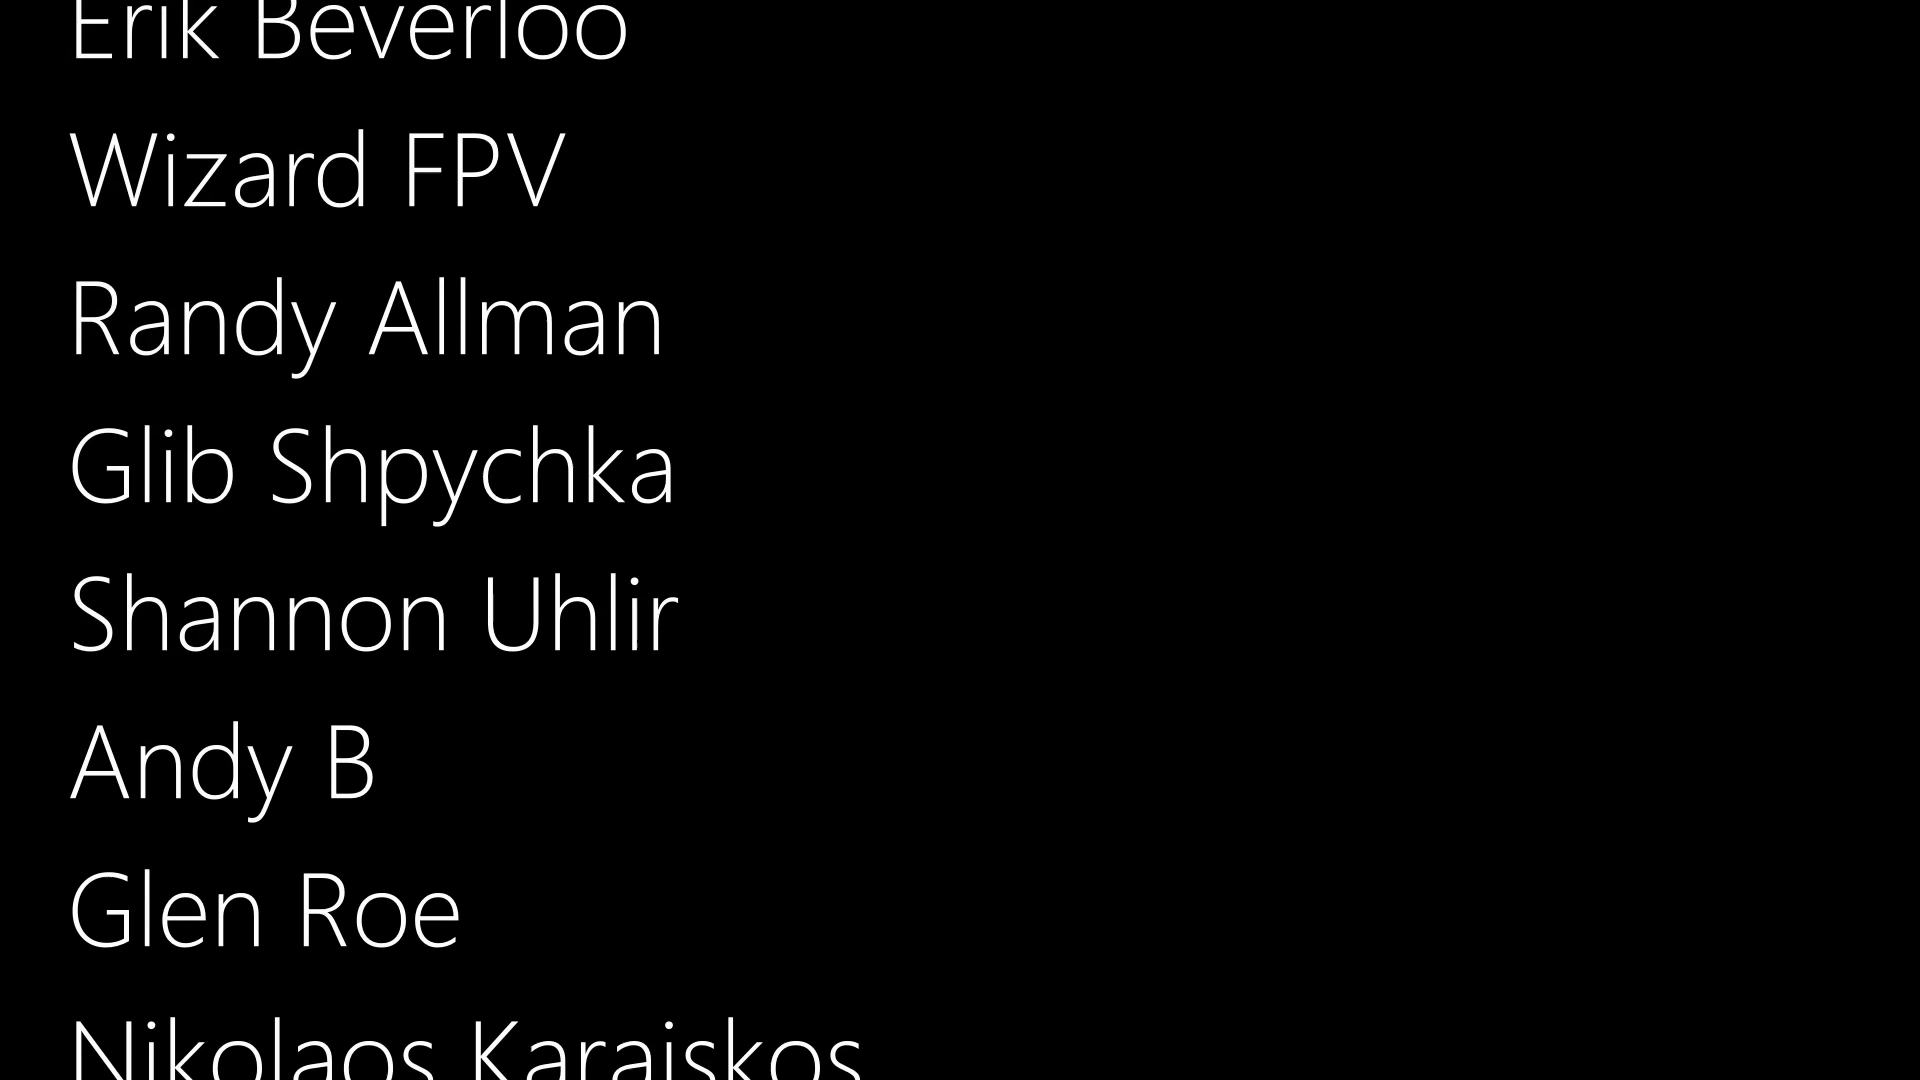 Erik Beverloo
Wizard FPV
Randy Allman
Glib Shpychka
Shannon Uhlir
Andy B
Glen Roe
Nikolaos Karaiskos